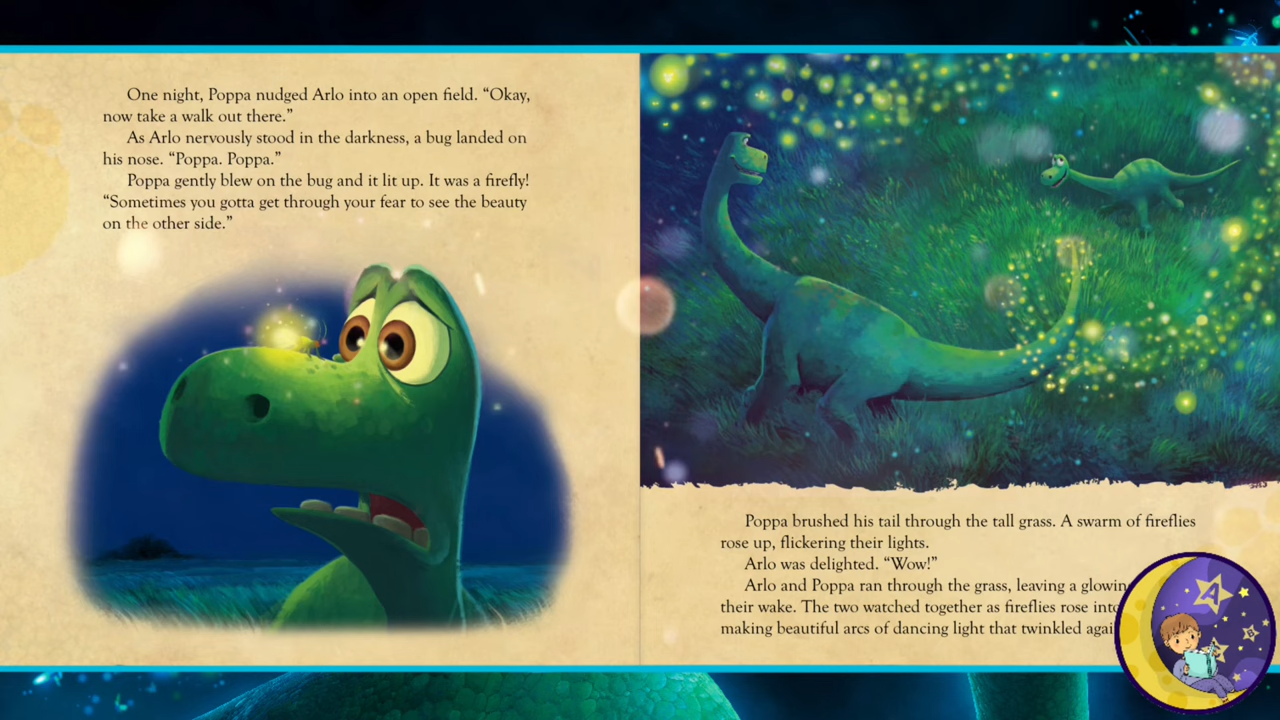 One night, Poppa nudged Arlo into an open field. “Okay,
now take a walk out there.”
As Arlo nervously stood in the darkness, a bug landed on
his nose. “Poppa. Poppa.”
Poppa gently blew on the bug and it lit up. It was a firefly!
“Sometimes you gotta get through your fear to see the beauty
on the other side.”
Poppa brushed his tail through the tall grass. A swarm of fireflies
rose up, flickering their lights.
Arlo was delighted. “Wow!”
Arlo and Poppa ran through the grass, leaving a
their wake. The two watched together as fireflies rose
making beautiful arcs of dancing light that twinkled
A